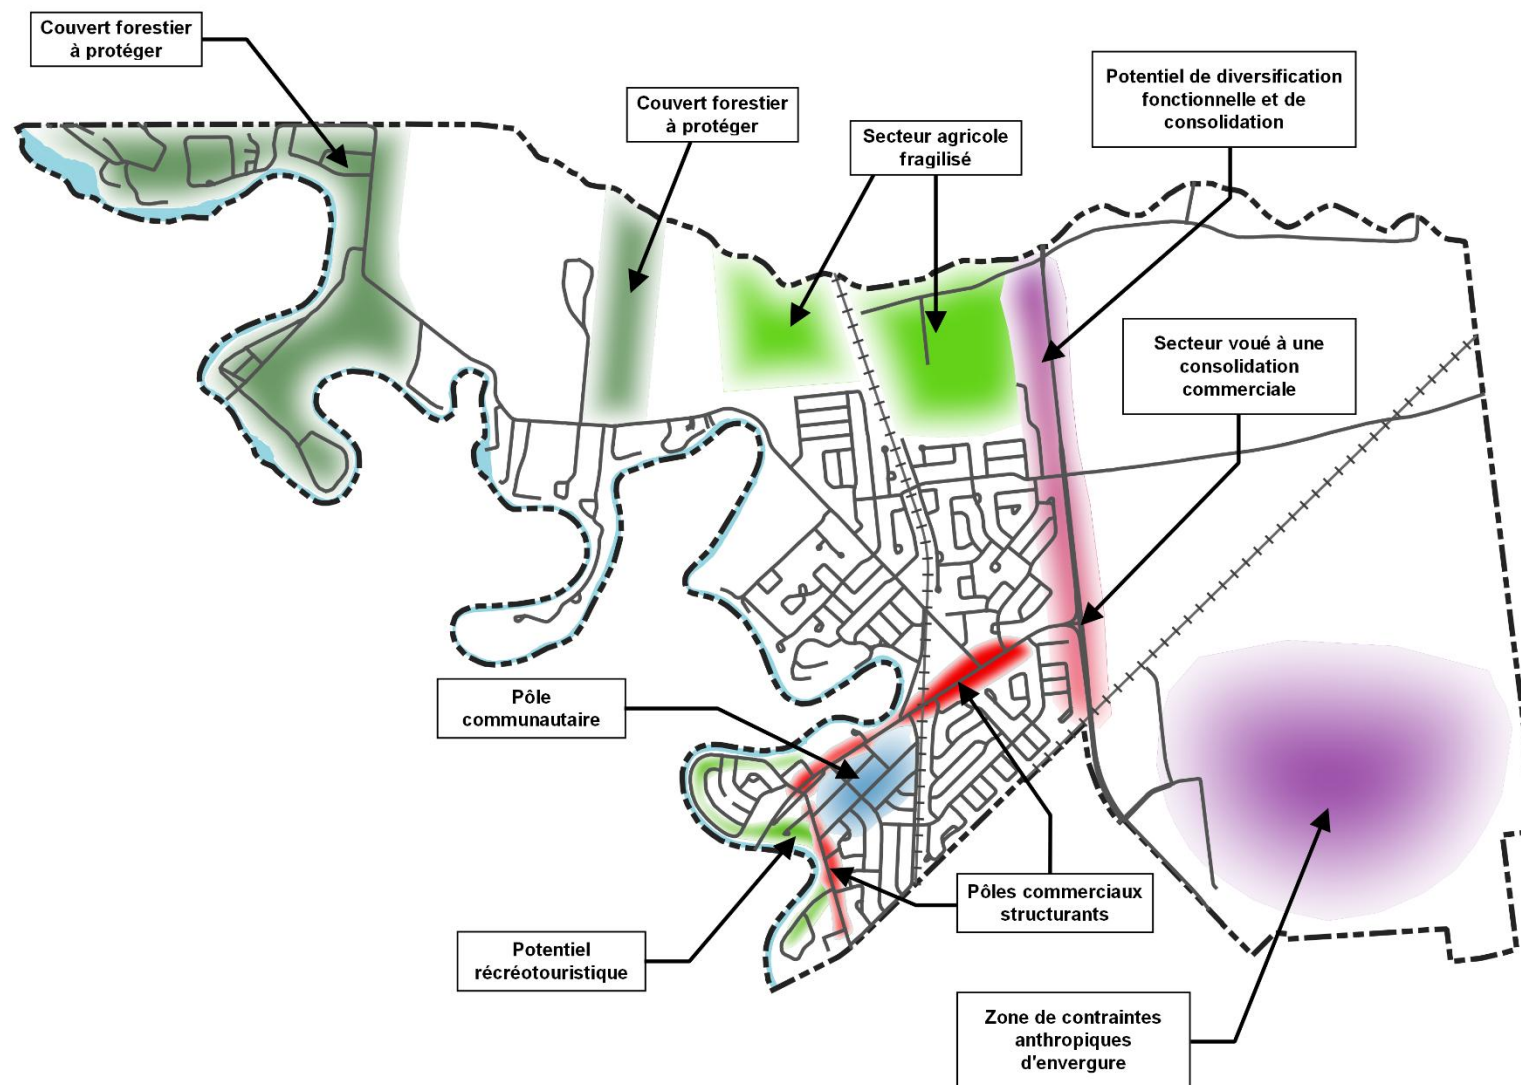 Couvert forestier
à protéger
Couvert forestier
à protéger
Secteur agricole
fragilisé
Potentiel de diversification
fonctionnelle et de
consolidation
Secteur voué à une
consolidation
commerciale
Pôle
communautaire
Pôles commerciaux
structurants
Potentiel
récréotouristique
Zone de contraintes
anthropiques
d'envergure